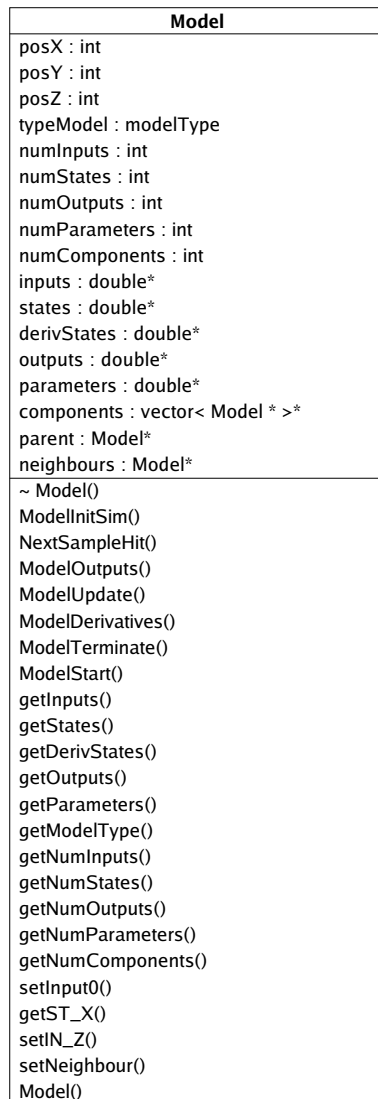 Model
posX : int
posY : int
posZ : int
typeModel : modelType
numInputs : int
numStates : int
numOutputs : int
numParameters : int
numComponents : int
inputs : double*
states : double*
derivStates : double*
outputs : double*
parameters : double*
components : vector< Model * >*
parent : Model*
neighbours : Model*
~ Model()
ModelInitSim()
NextSampleHit()
ModelOutputs()
ModelUpdate()
ModelDerivatives()
ModelTerminate()
ModelStart()
getInputs()
getStates()
getDerivStates()
getOutputs()
getParameters()
getModelType()
getNumInputs()
getNumStates()
getNumOutputs()
getNumParameters()
getNumComponents()
setInput0()
getST_X()
setIN_Z()
setNeighbour()
Model()